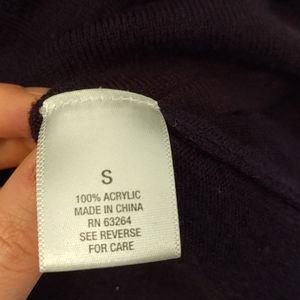 S
100% ACRYLIC
MADE IN CHINA
RN 63264
SEE REVERSE
FOR CARE